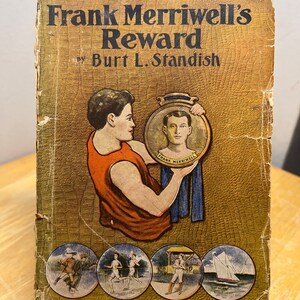 Frank Merriwell's
Reward
by Burt L. Standish
FRANK MERRIWELL